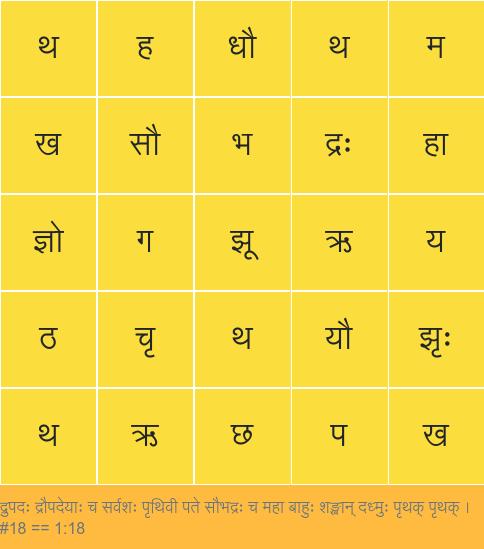 थ ह धौ थ म
ख सौ भ द्रः हा
ज्ञो ग झू ऋ य
ठ चृ थ यौ झृः
थ ऋ छ प ख
द्रुपदः द्रौपदेयाः च सर्वशः पृथिवी पते सौभद्रः च महा बाहुः शङ्खान् दध्मुः पृथक् पृथक् ।
#18 == 1:18